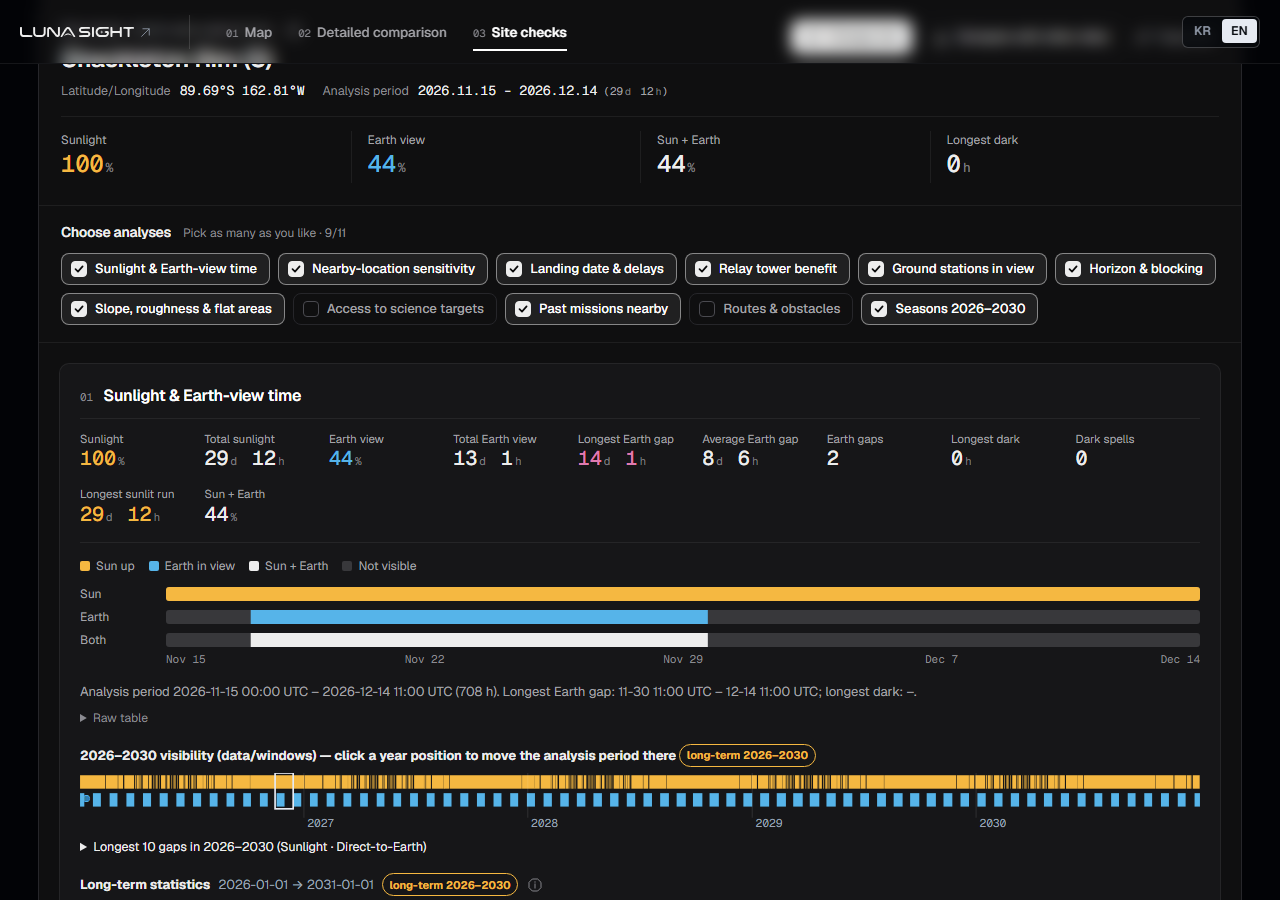 LUNA SIGHT ↗ 01 Map 02 Detailed comparison 03 Site checks KR EN
Shackleton Rim (S)
Latitude/Longitude 89.69°S 162.81°W Analysis period 2026.11.15 – 2026.12.14 (29d 12h)
Sunlight Earth view Sun + Earth Longest dark
100% 44% 44% 0h
Choose analyses Pick as many as you like · 9/11
Sunlight & Earth-view time Nearby-location sensitivity Landing date & delays Relay tower benefit Ground stations in view Horizon & blocking
Slope, roughness & flat areas Access to science targets Past missions nearby Routes & obstacles Seasons 2026–2030
01 Sunlight & Earth-view time
Sunlight Total sunlight Earth view Total Earth view Longest Earth gap Average Earth gap Earth gaps Longest dark Dark spells
100% 29d 12h 44% 13d 1h 14d 1h 8d 6h 2 0h 0
Longest sunlit run Sun + Earth
29d 12h 44%
Sun up Earth in view Sun + Earth Not visible
Sun
Earth
Both
Nov 15 Nov 22 Nov 29 Dec 7 Dec 14
Analysis period 2026-11-15 00:00 UTC – 2026-12-14 11:00 UTC (708 h). Longest Earth gap: 11-30 11:00 UTC – 12-14 11:00 UTC; longest dark: –.
▶ Raw table
2026–2030 visibility (data/windows) — click a year position to move the analysis period there long-term 2026–2030
2027 2028 2029 2030
▶ Longest 10 gaps in 2026–2030 (Sunlight · Direct-to-Earth)
Long-term statistics 2026-01-01 → 2031-01-01 long-term 2026–2030 ⓘ